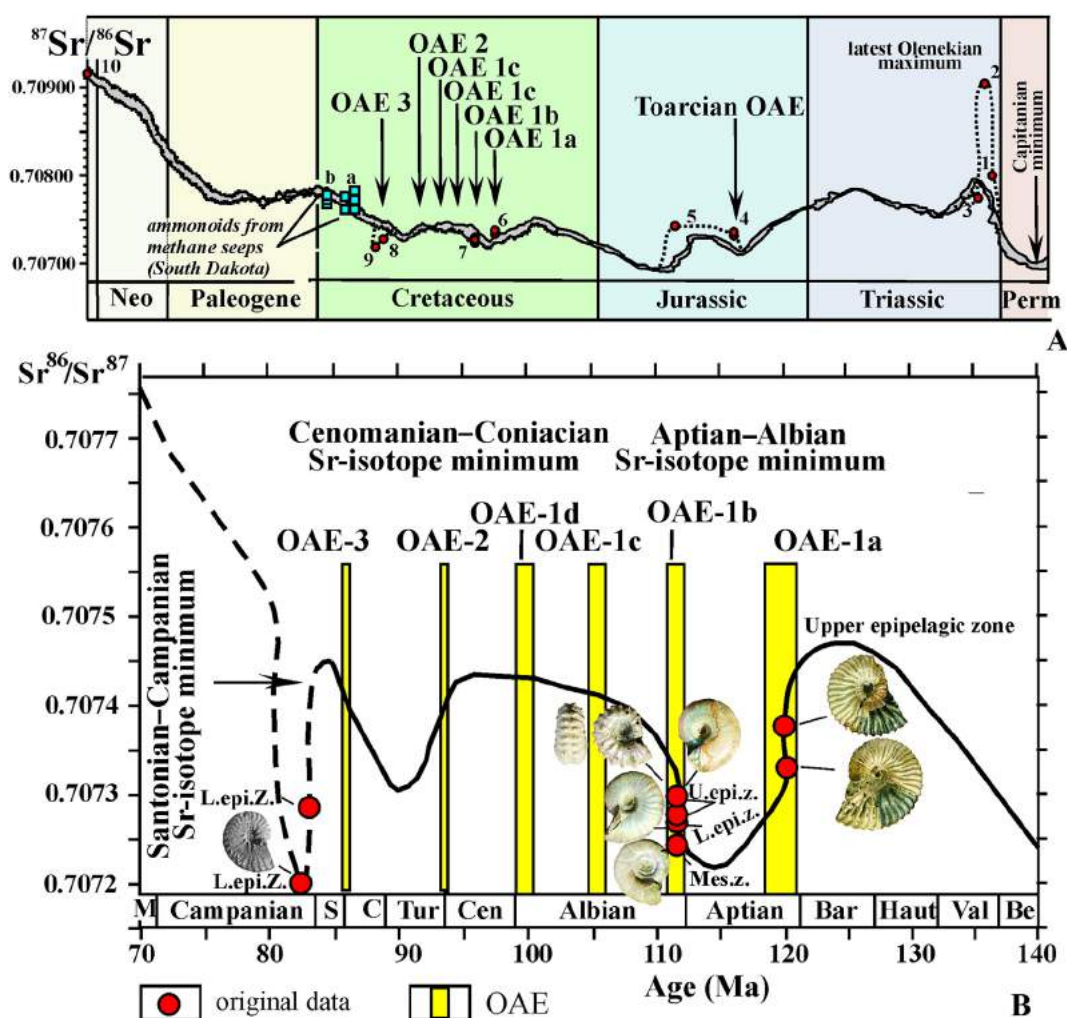 87Sr/86Sr
0.70900
0.70800
0.70700
10
OAE 2
OAE 1c
OAE 1c
OAE 1b
OAE 1a
OAE 3
Toarcian OAE
latest Olenekian
maximum
2
1
3
Capitanian
minimum
b
a
ammonoids from
methane seeps
(South Dakota)
9
8
7
6
5
4
Neo
Paleogene
Cretaceous
Jurassic
Triassic
Perm
A
Sr86/Sr87
0.7077
0.7076
0.7075
0.7074
0.7073
0.7072
Cenomanian–Coniacian
Sr-isotope minimum
Aptian–Albian
Sr-isotope minimum
OAE-3
OAE-2
OAE-1d
OAE-1c
OAE-1b
OAE-1a
Upper epipelagic zone
Santonian–Campanian
Sr-isotope minimum
L.epi.Z.
L.epi.Z.
U.epi.z.
L.epi.z.
Mes.z.
M
Campanian
S
C
Tur
Cen
Albian
Aptian
Bar
Haut
Val
Be
70
80
90
100
110
120
130
140
Age (Ma)
original data
OAE
B